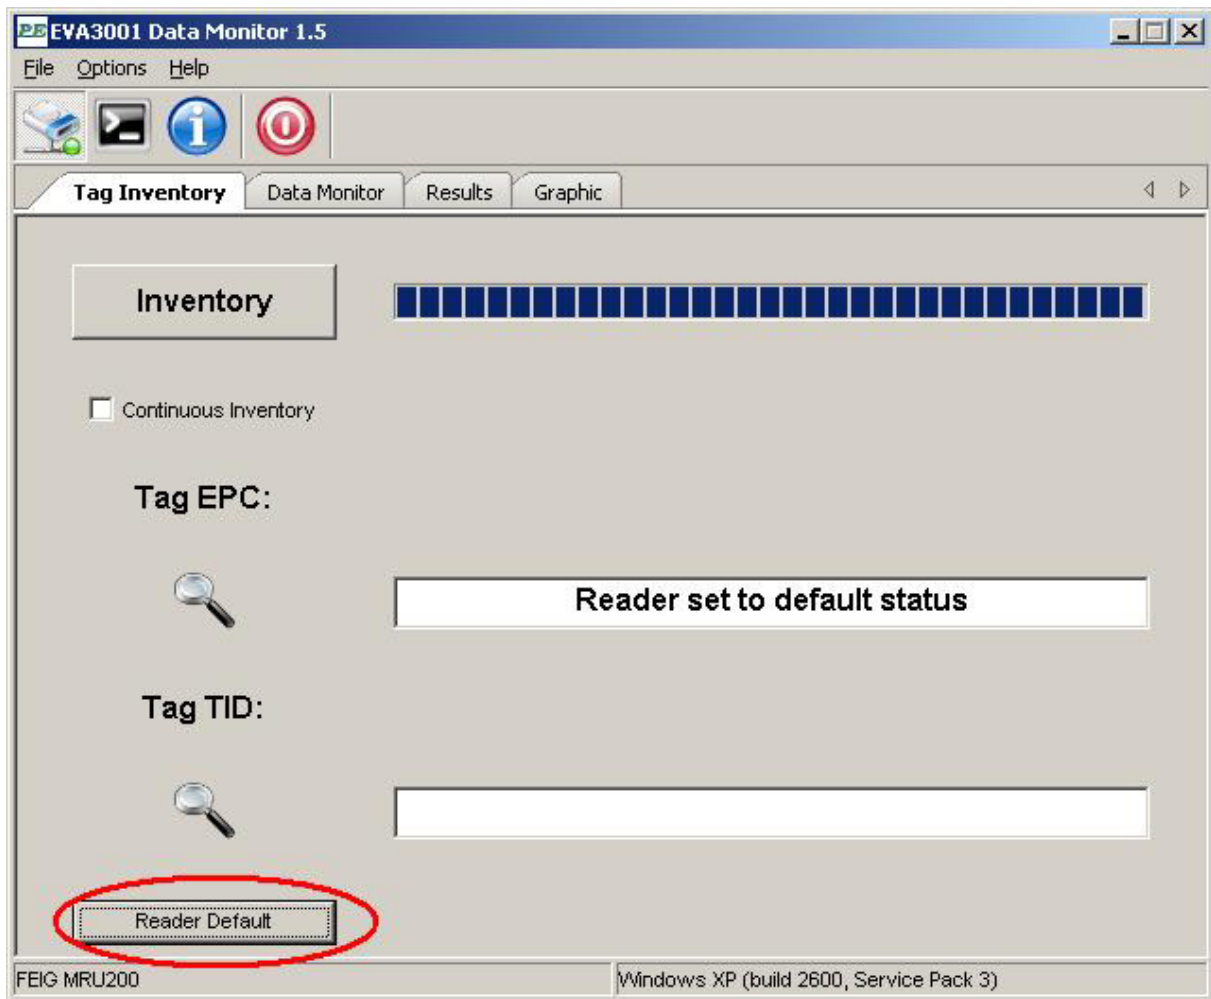 PE EVA3001 Data Monitor 1.5
File Options Help
Tag Inventory Data Monitor Results Graphic
Inventory
Continuous Inventory
Tag EPC:
Reader set to default status
Tag TID:
Reader Default
FEIG MRU200 Windows XP (build 2600, Service Pack 3)